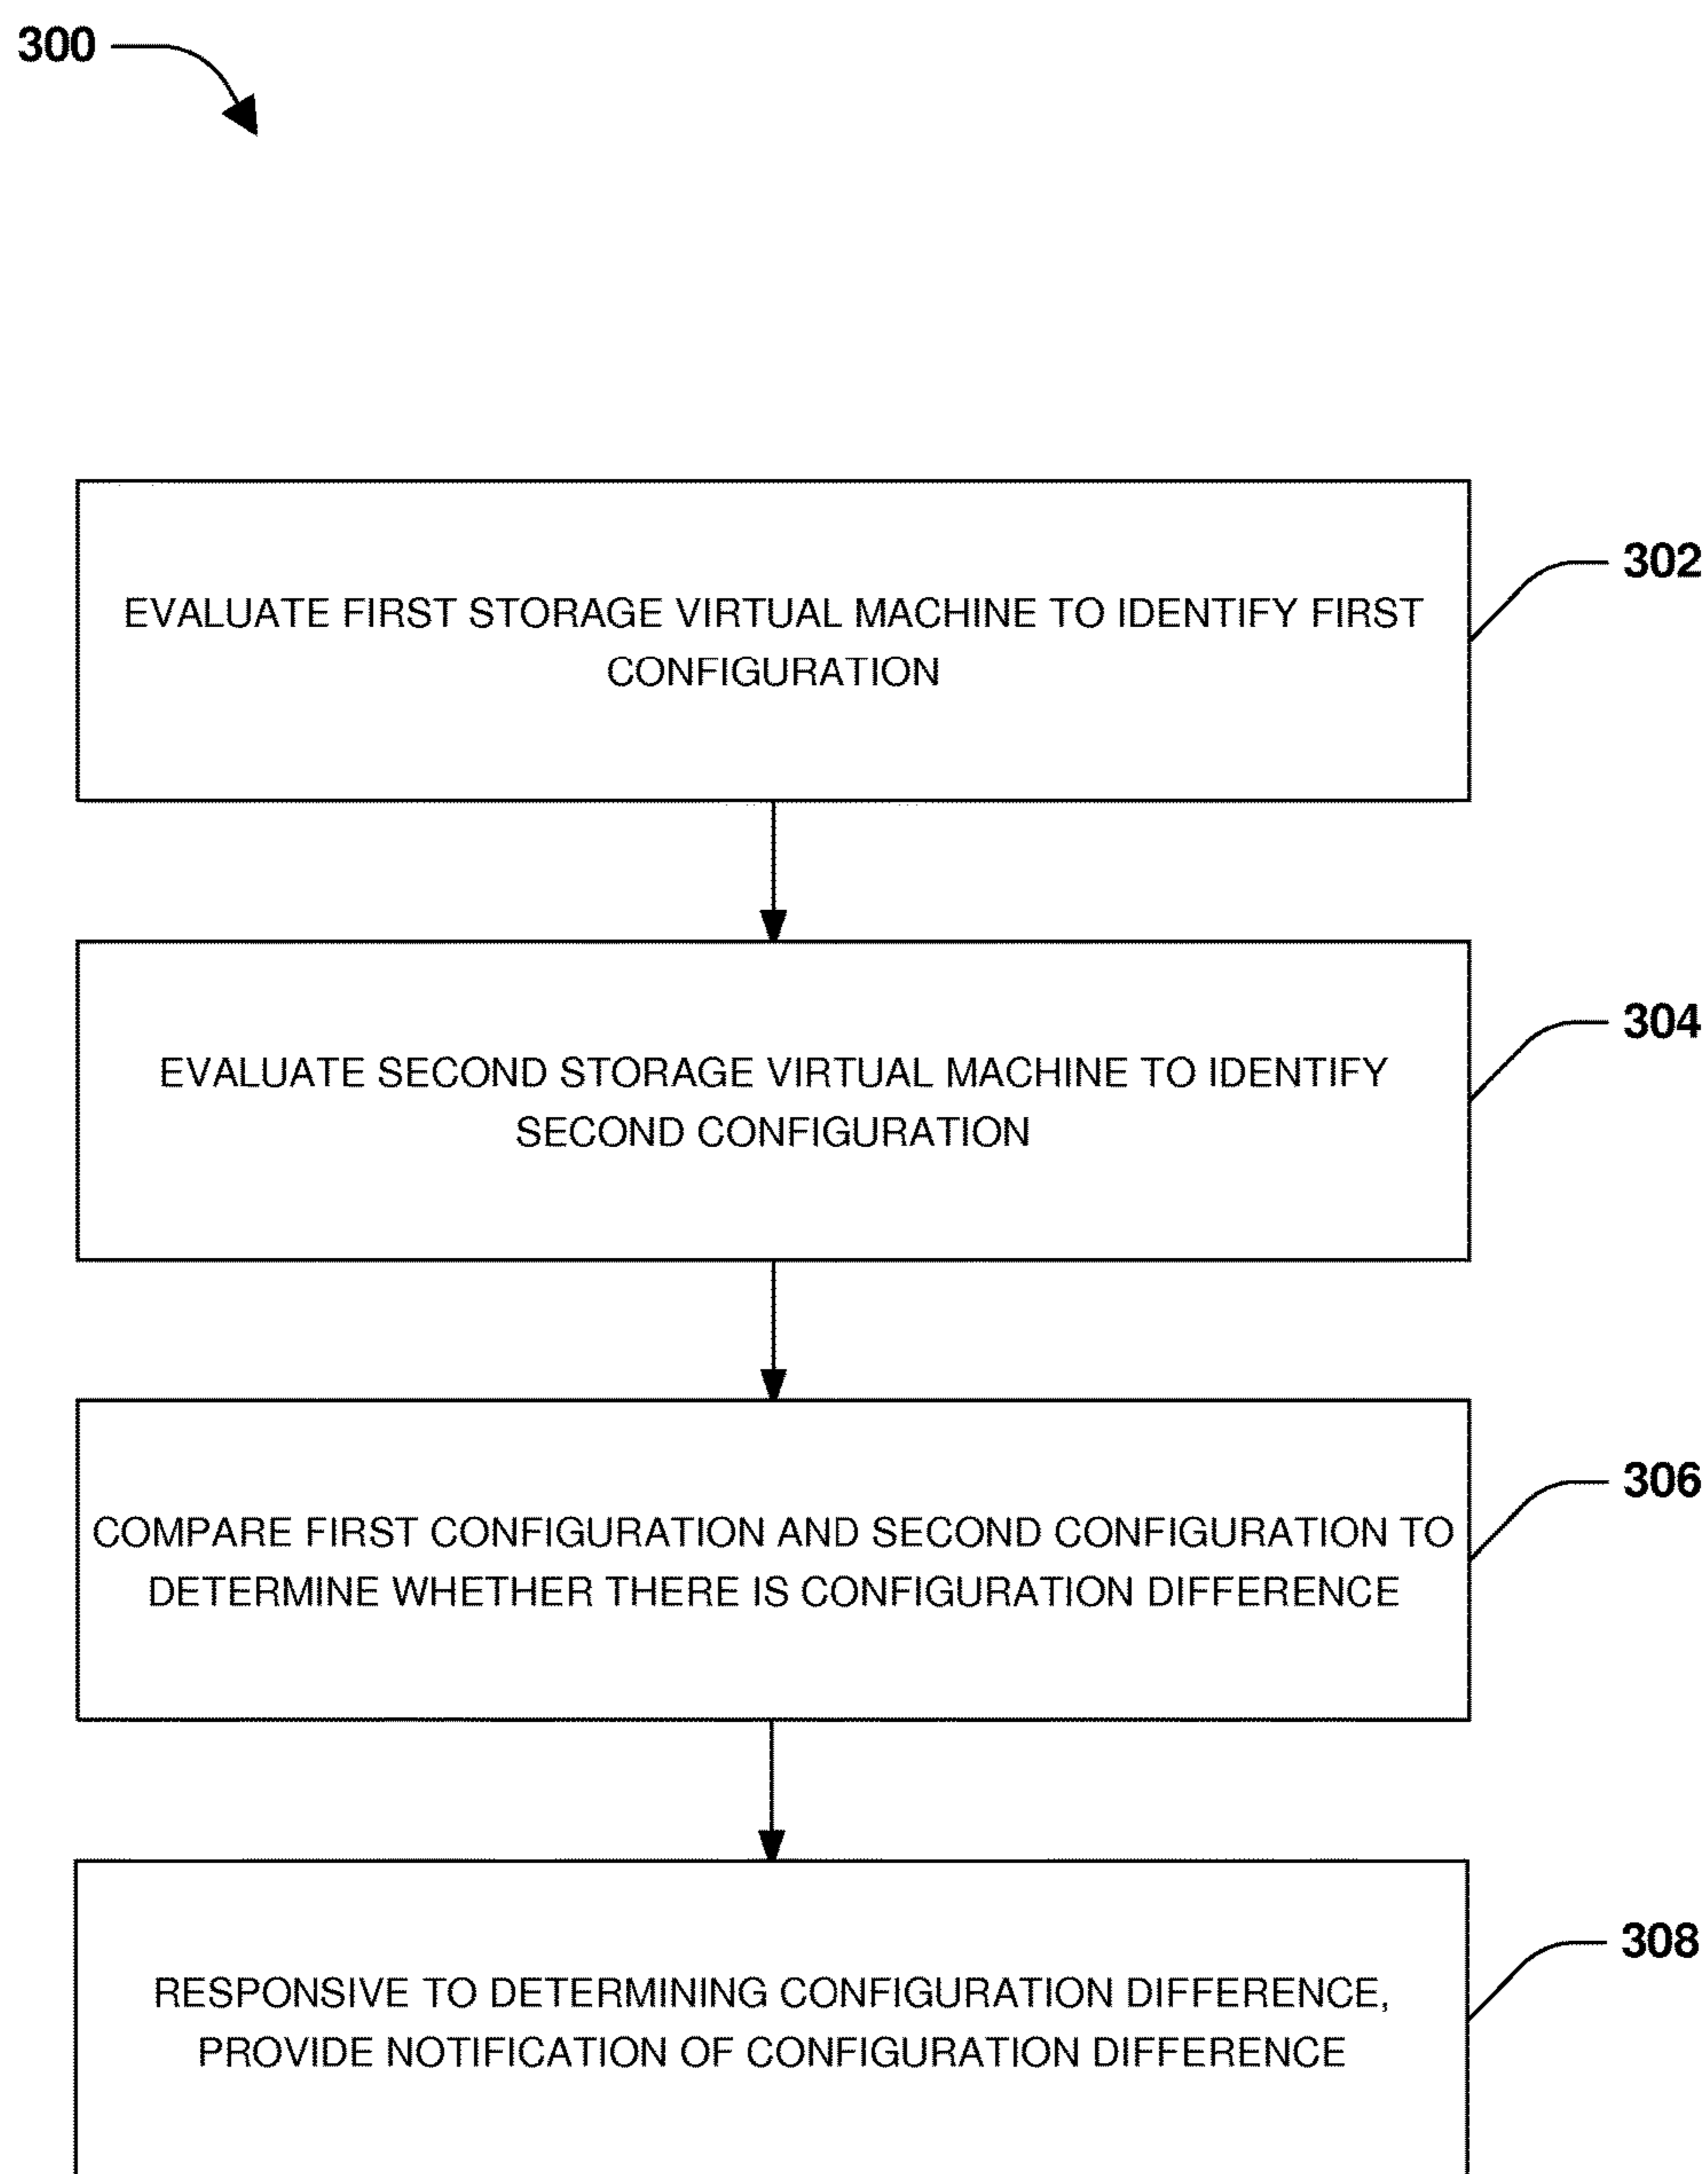 300
EVALUATE FIRST STORAGE VIRTUAL MACHINE TO IDENTIFY FIRST
CONFIGURATION
302
EVALUATE SECOND STORAGE VIRTUAL MACHINE TO IDENTIFY
SECOND CONFIGURATION
304
COMPARE FIRST CONFIGURATION AND SECOND CONFIGURATION TO
DETERMINE WHETHER THERE IS CONFIGURATION DIFFERENCE
306
RESPONSIVE TO DETERMINING CONFIGURATION DIFFERENCE,
PROVIDE NOTIFICATION OF CONFIGURATION DIFFERENCE
308